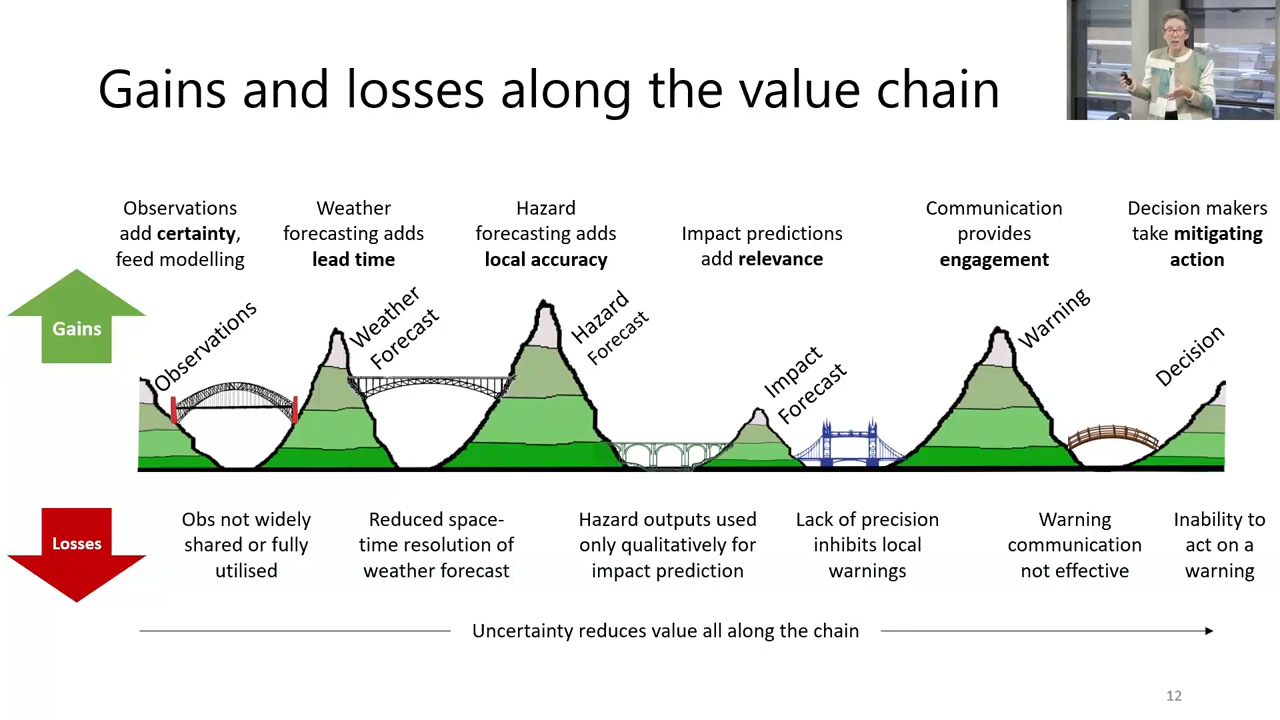 Gains and losses along the value chain
Observations
add certainty,
feed modelling
Weather
forecasting adds
lead time
Hazard
forecasting adds
local accuracy
Impact predictions
add relevance
Communication
provides
engagement
Decision makers
take mitigating
action
Gains
Observations
Weather
Forecast
Hazard
Forecast
Impact
Forecast
Warning
Decision
Losses
Obs not widely
shared or fully
utilised
Reduced space-
time resolution of
weather forecast
Hazard outputs used
only qualitatively for
impact prediction
Lack of precision
inhibits local
warnings
Warning
communication
not effective
Inability to
act on a
warning
Uncertainty reduces value all along the chain
12